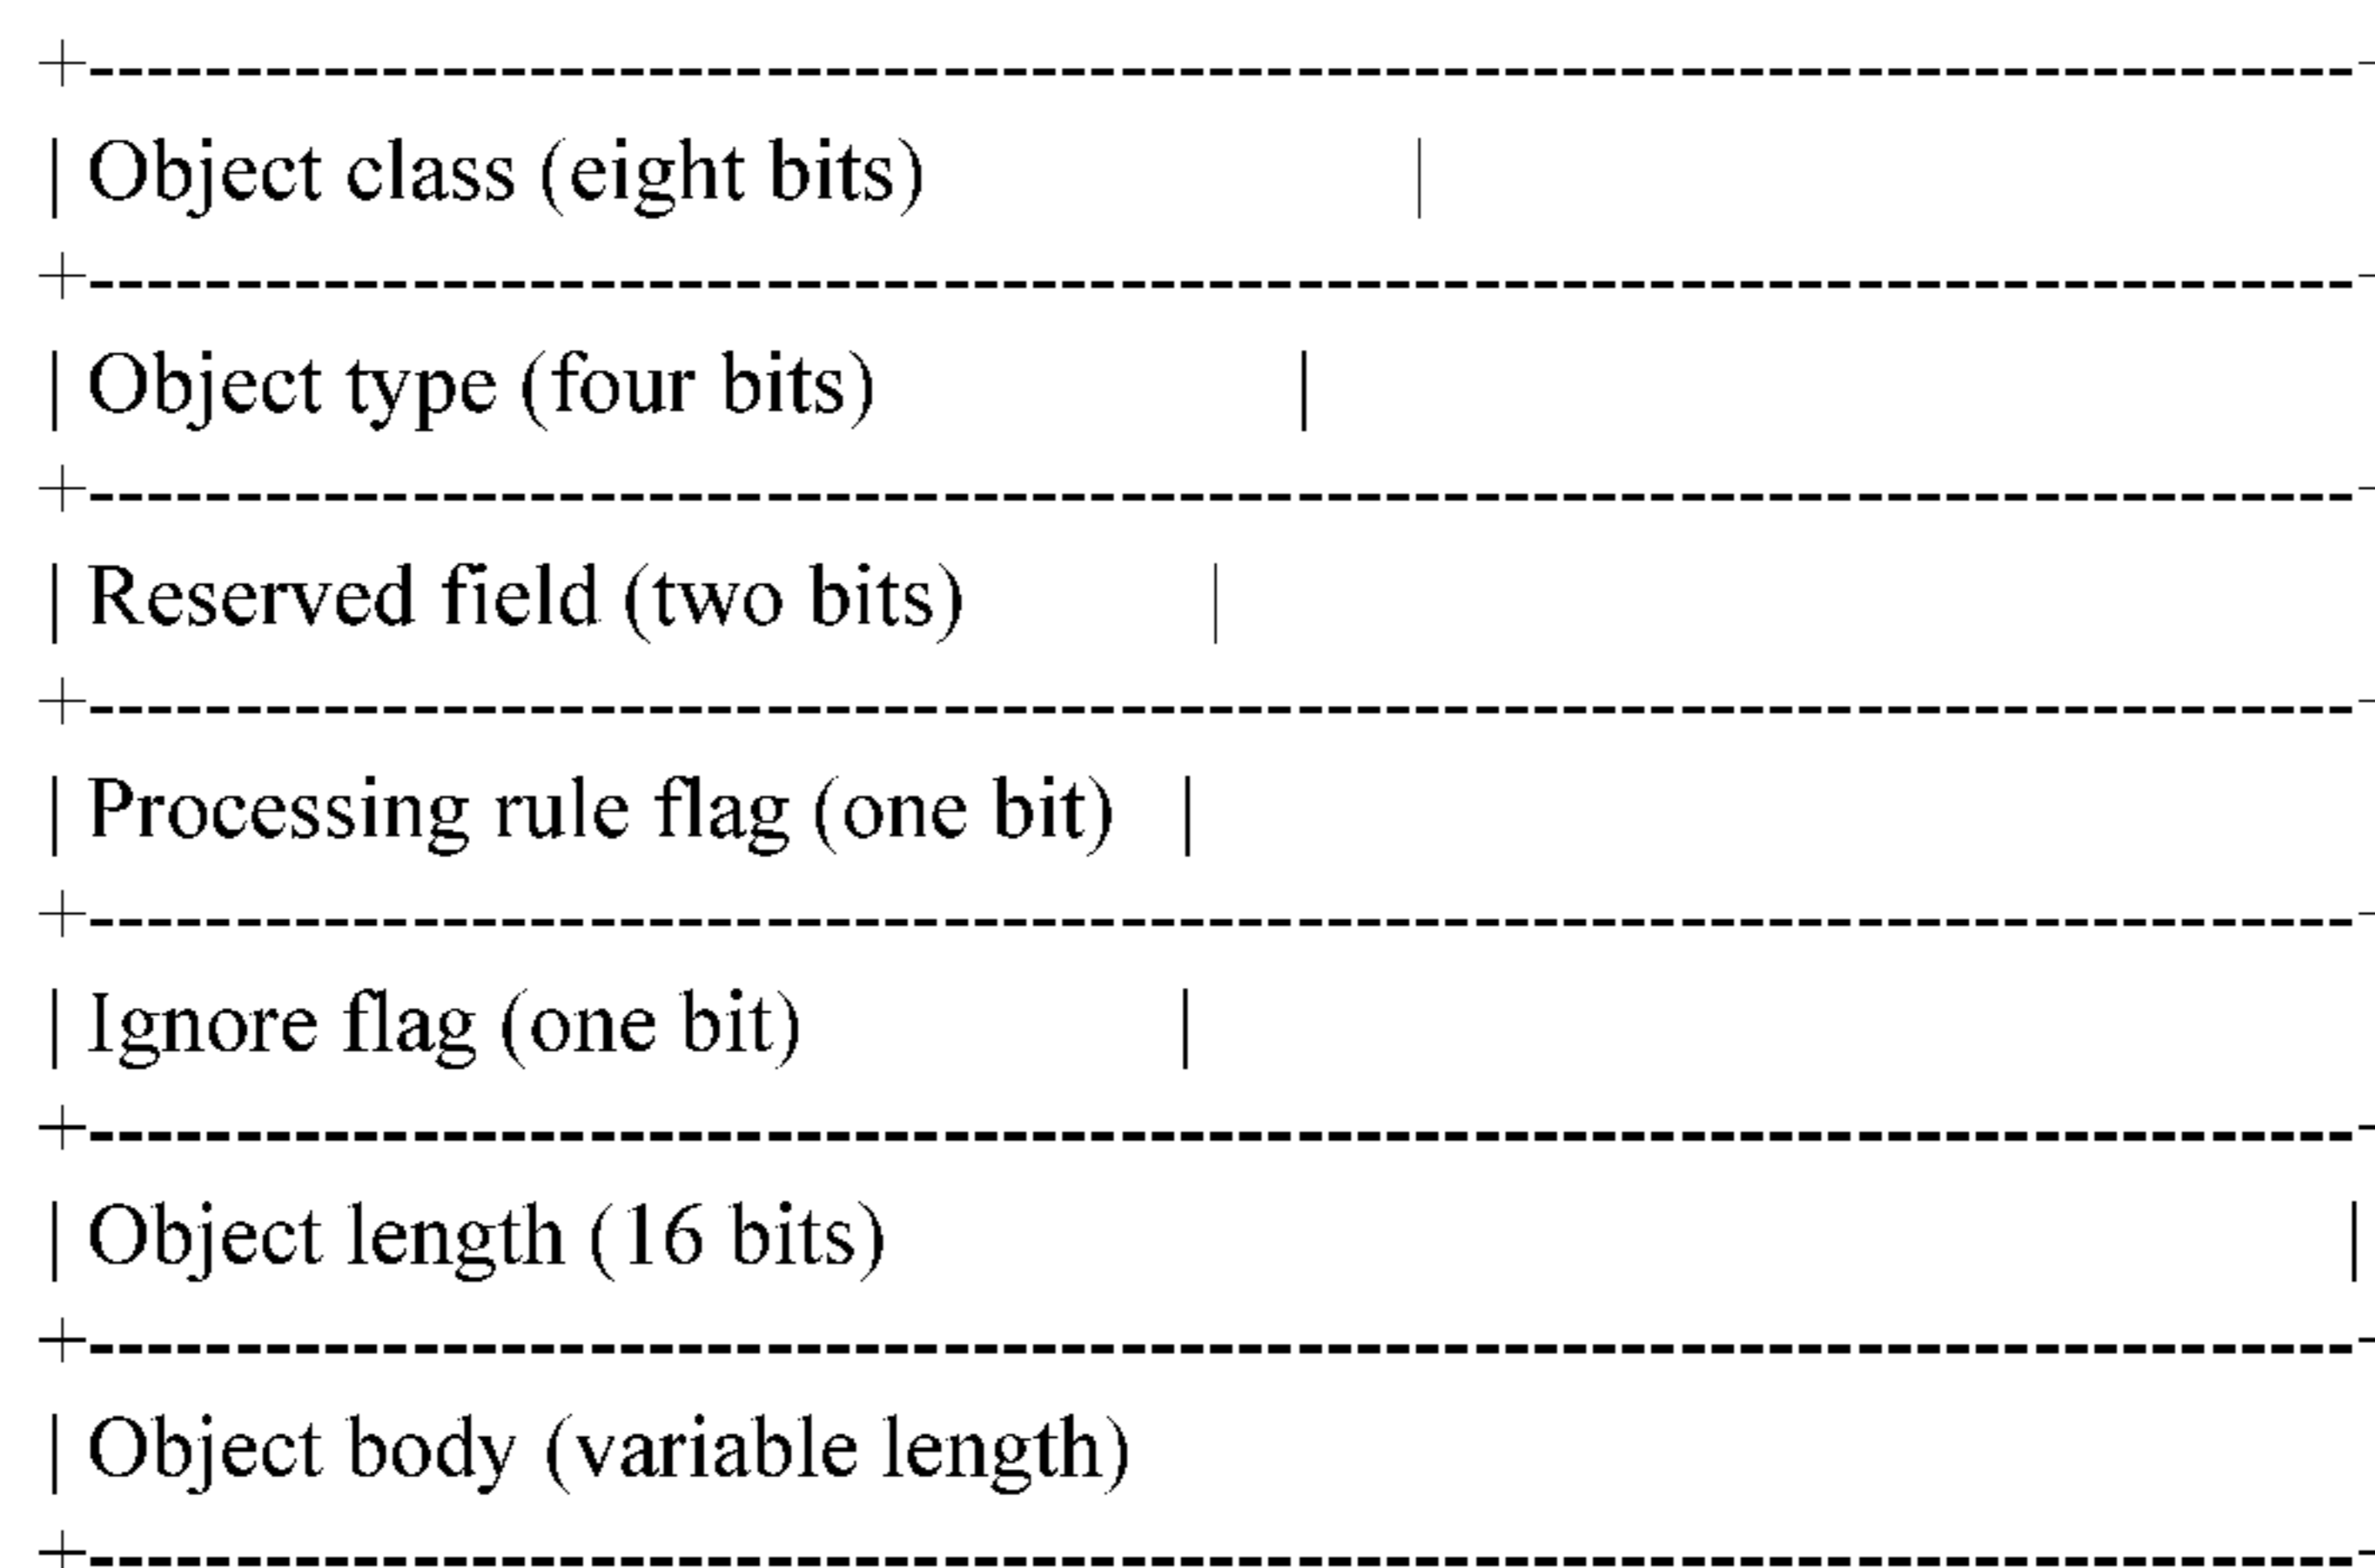 +------------------------------------------------------------------------------
| Object class (eight bits) |
+------------------------------------------------------------------------------
| Object type (four bits) |
+------------------------------------------------------------------------------
| Reserved field (two bits) |
+------------------------------------------------------------------------------
| Processing rule flag (one bit) |
+------------------------------------------------------------------------------
| Ignore flag (one bit) |
+------------------------------------------------------------------------------
| Object length (16 bits) |
+------------------------------------------------------------------------------
| Object body (variable length)
+------------------------------------------------------------------------------